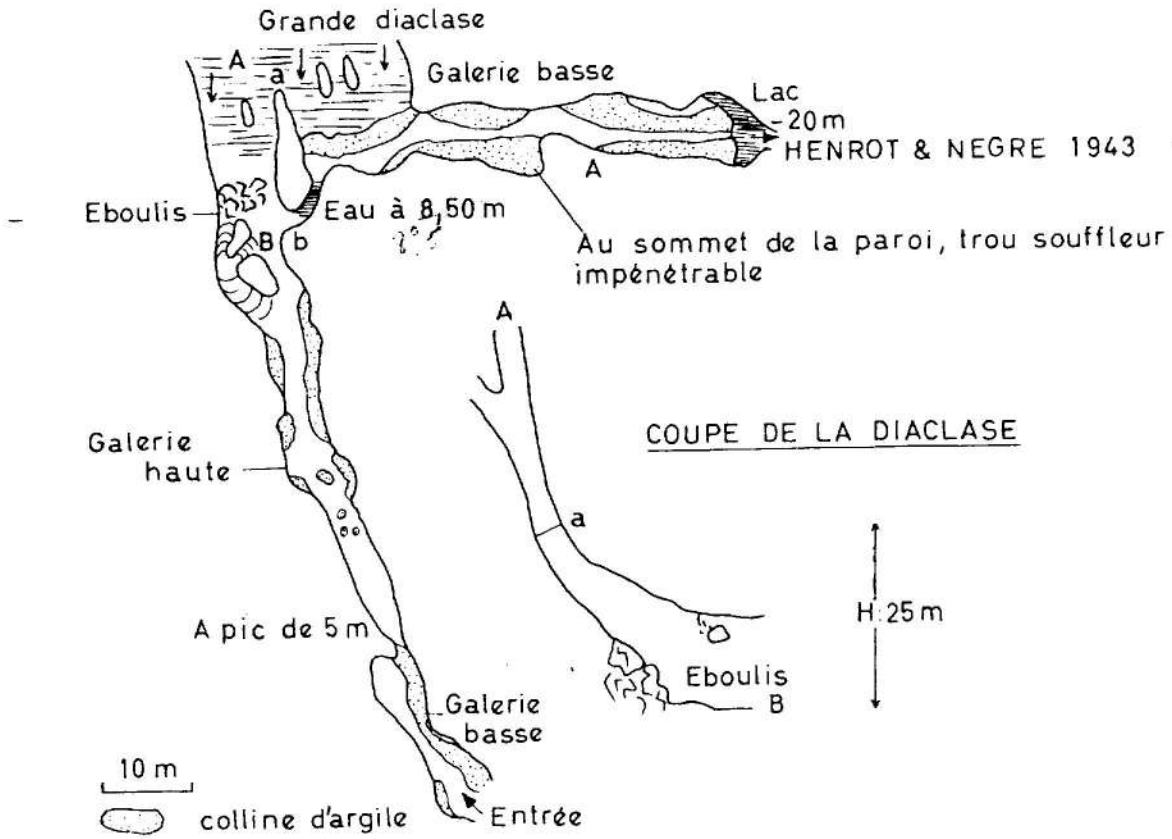 Grande diaclase
A
a
Galerie basse
Lac
-20m
HENROT & NEGRE 1943
A
Eboulis
Eau à 8,50 m
B
b
Au sommet de la paroi, trou souffleur
impénétrable
A
COUPE DE LA DIACLASE
Galerie
haute
a
H:25m
A pic de 5m
Eboulis
B
Galerie
basse
10 m
Entrée
colline d'argile